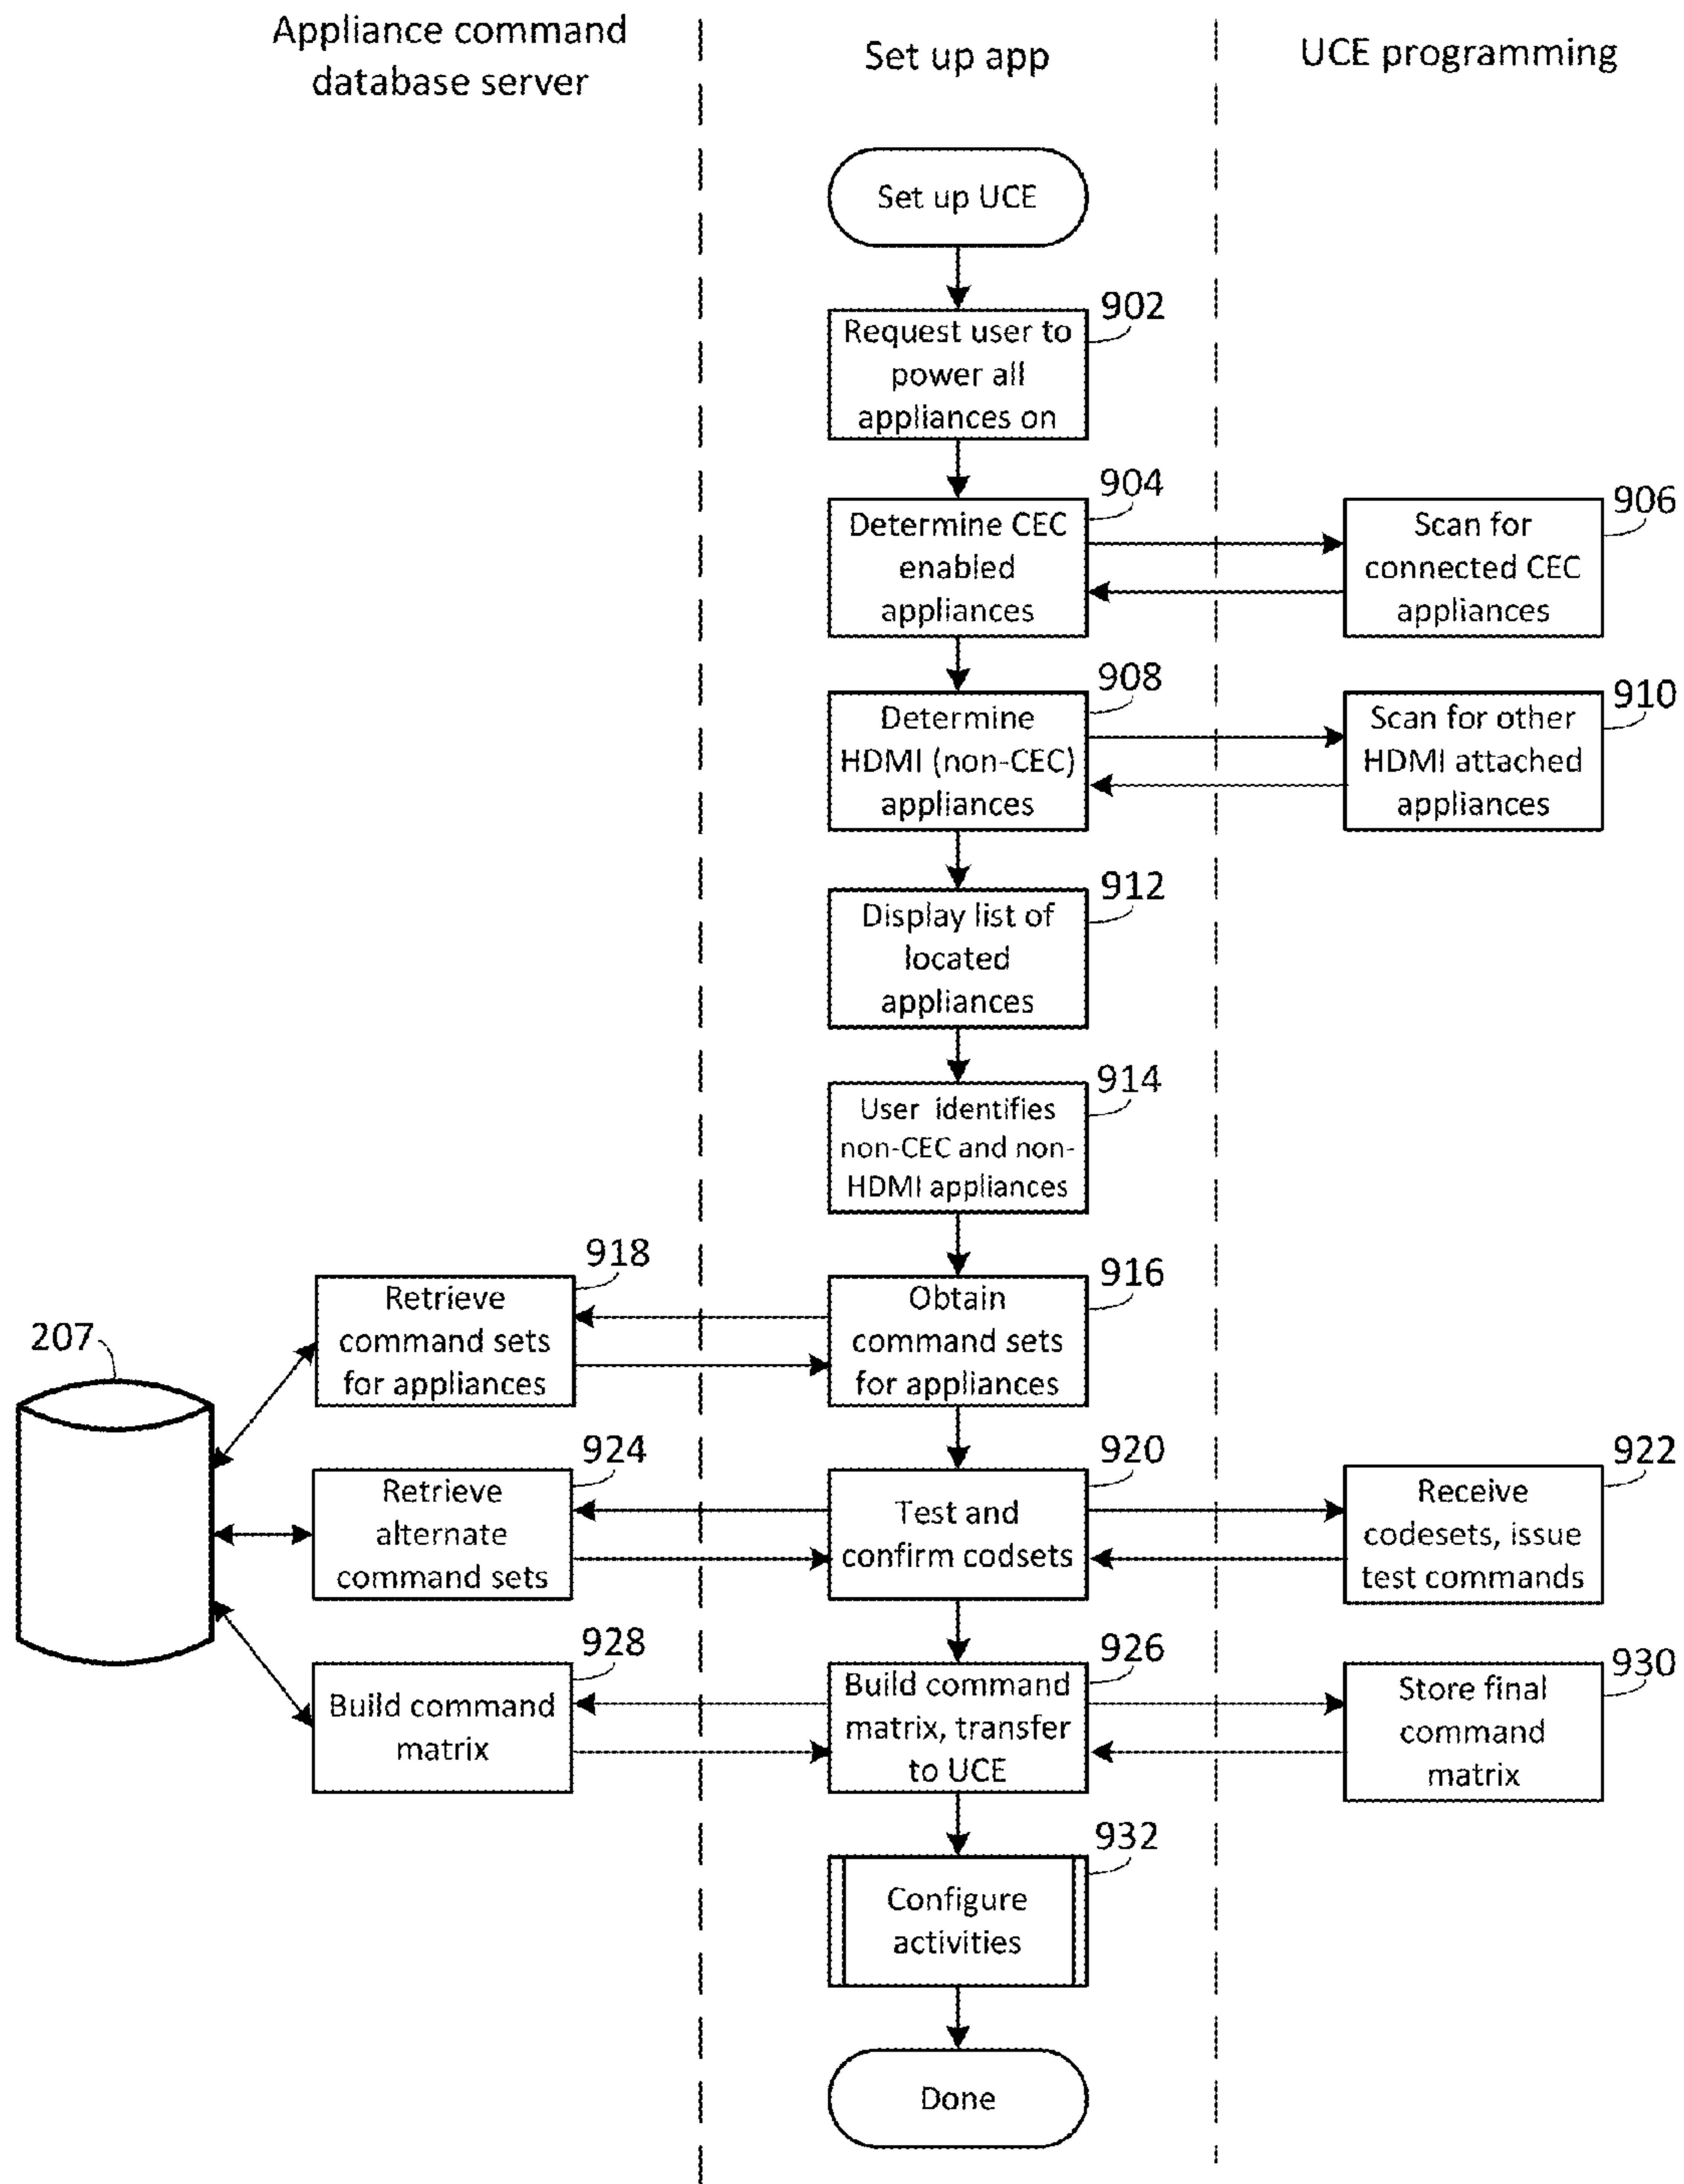 Appliance command
database server
Set up app
UCE programming
Set up UCE
902
Request user to
power all
appliances on
904
Determine CEC
enabled
appliances
906
Scan for
connected CEC
appliances
908
Determine
HDMI (non-CEC)
appliances
910
Scan for other
HDMI attached
appliances
912
Display list of
located
appliances
914
User identifies
non-CEC and non-
HDMI appliances
918
Retrieve
command sets
for appliances
916
Obtain
command sets
for appliances
207
924
Retrieve
alternate
command sets
920
Test and
confirm codsets
922
Receive
codesets, issue
test commands
928
Build command
matrix
926
Build command
matrix, transfer
to UCE
930
Store final
command
matrix
932
Configure
activities
Done